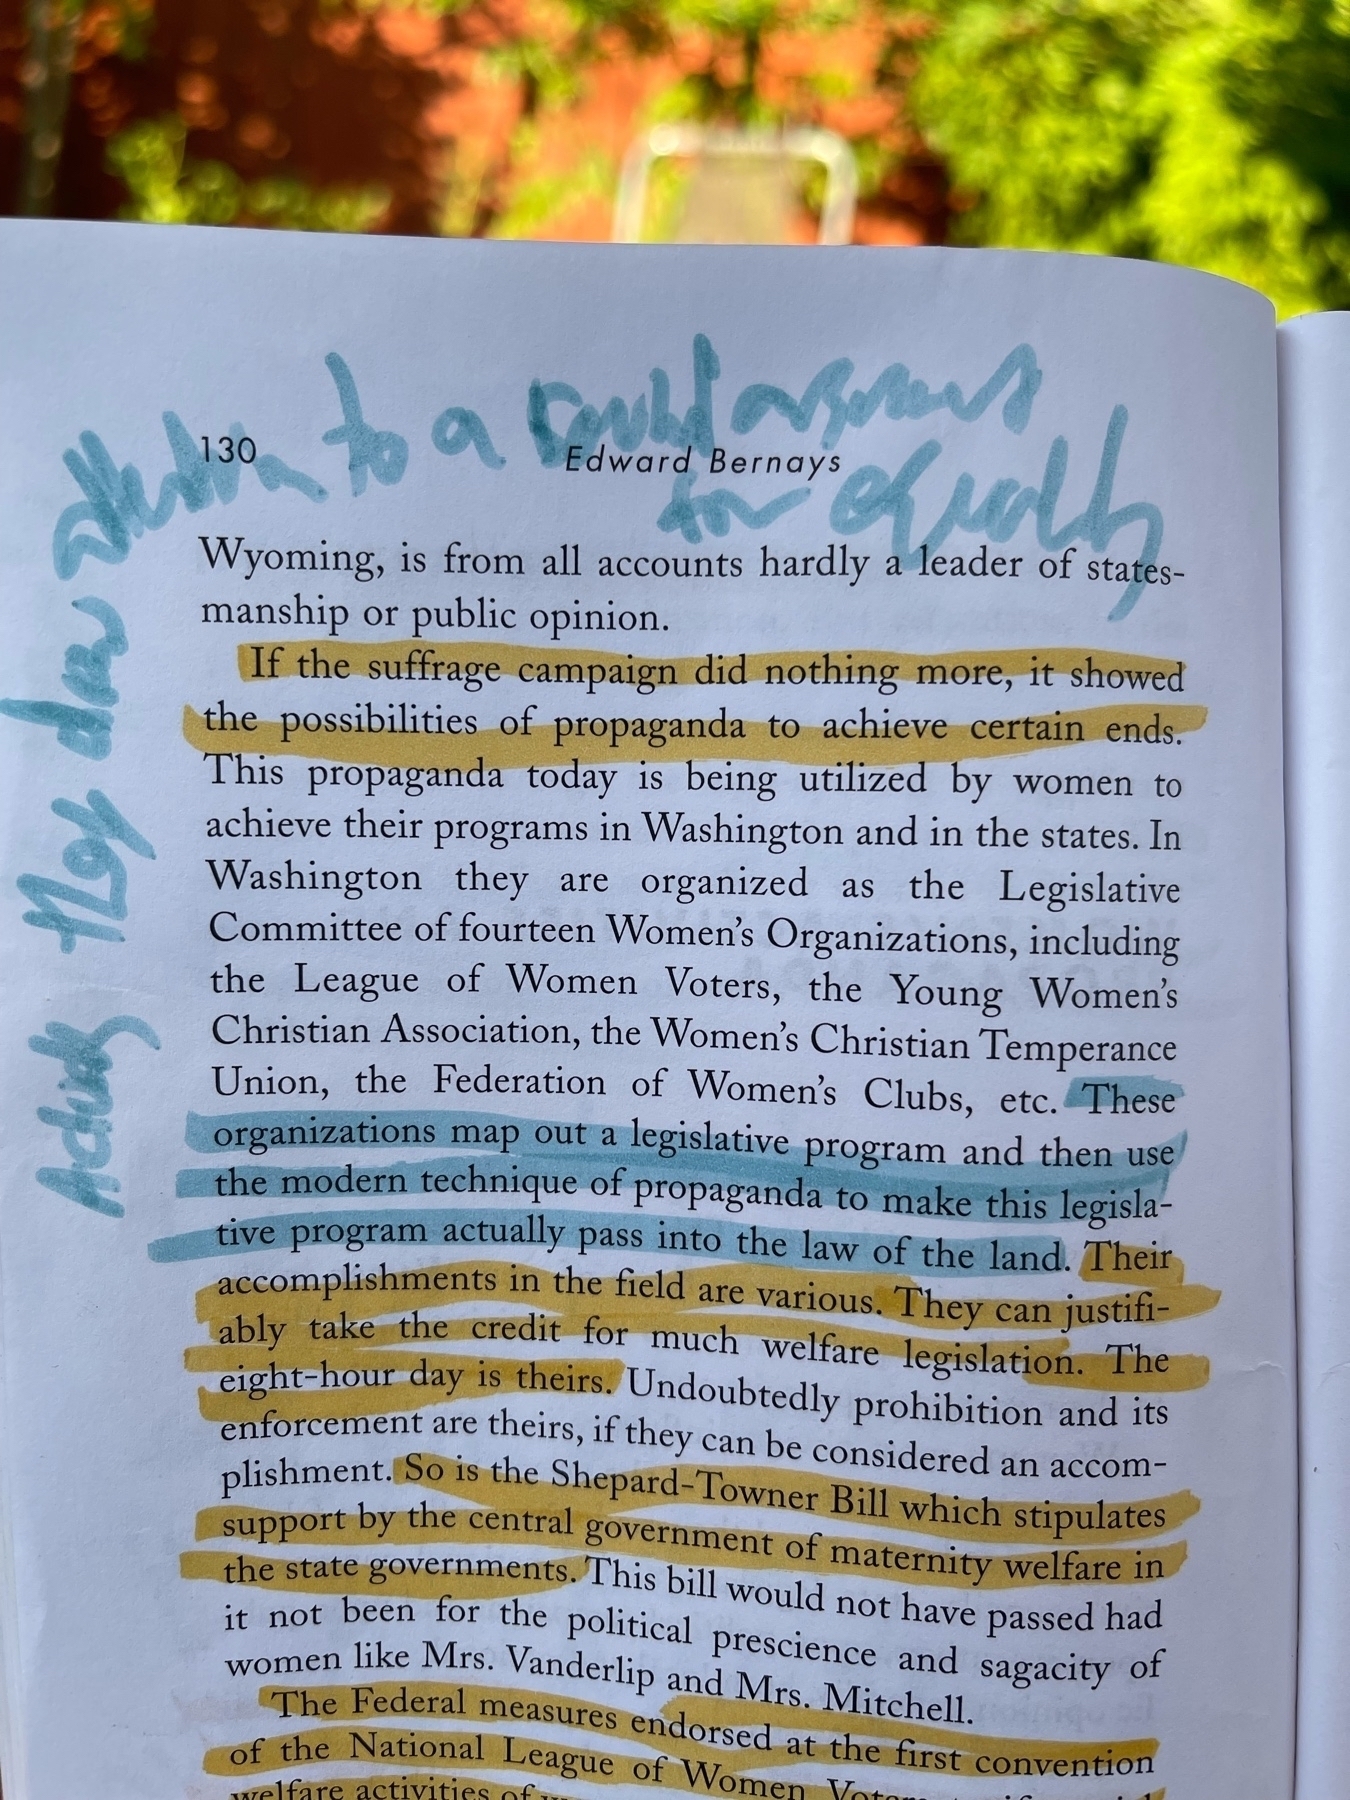 attention to a sound argument
for equality
130
Edward Bernays
Wyoming, is from all accounts hardly a leader of states-
manship or public opinion.
If the suffrage campaign did nothing more, it showed
the possibilities of propaganda to achieve certain ends.
This propaganda today is being utilized by women to
achieve their programs in Washington and in the states. In
Washington they are organized as the Legislative
Committee of fourteen Women's Organizations, including
the League of Women Voters, the Young Women's
Christian Association, the Women's Christian Temperance
Union, the Federation of Women's Clubs, etc. These
organizations map out a legislative program and then use
the modern technique of propaganda to make this legisla-
tive program actually pass into the law of the land. Their
accomplishments in the field are various. They can justifi-
ably take the credit for much welfare legislation. The
eight-hour day is theirs. Undoubtedly prohibition and its
enforcement are theirs, if they can be considered an accom-
plishment. So is the Shepard-Towner Bill which stipulates
support by the central government of maternity welfare in
the state governments. This bill would not have passed had
it not been for the political prescience and sagacity of
women like Mrs. Vanderlip and Mrs. Mitchell.
The Federal measures endorsed at the first convention
of the National League of Women Voters
welfare activities of